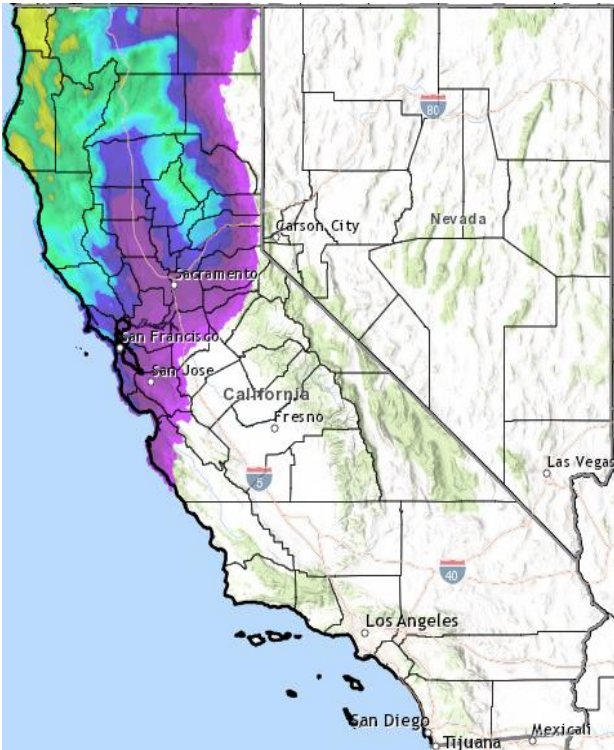 80
Nevada
Carson City
Sacramento
San Francisco
San Jose
California
Fresno
Las Vegas
5
40
Los Angeles
San Diego
Tijuana
Mexicali